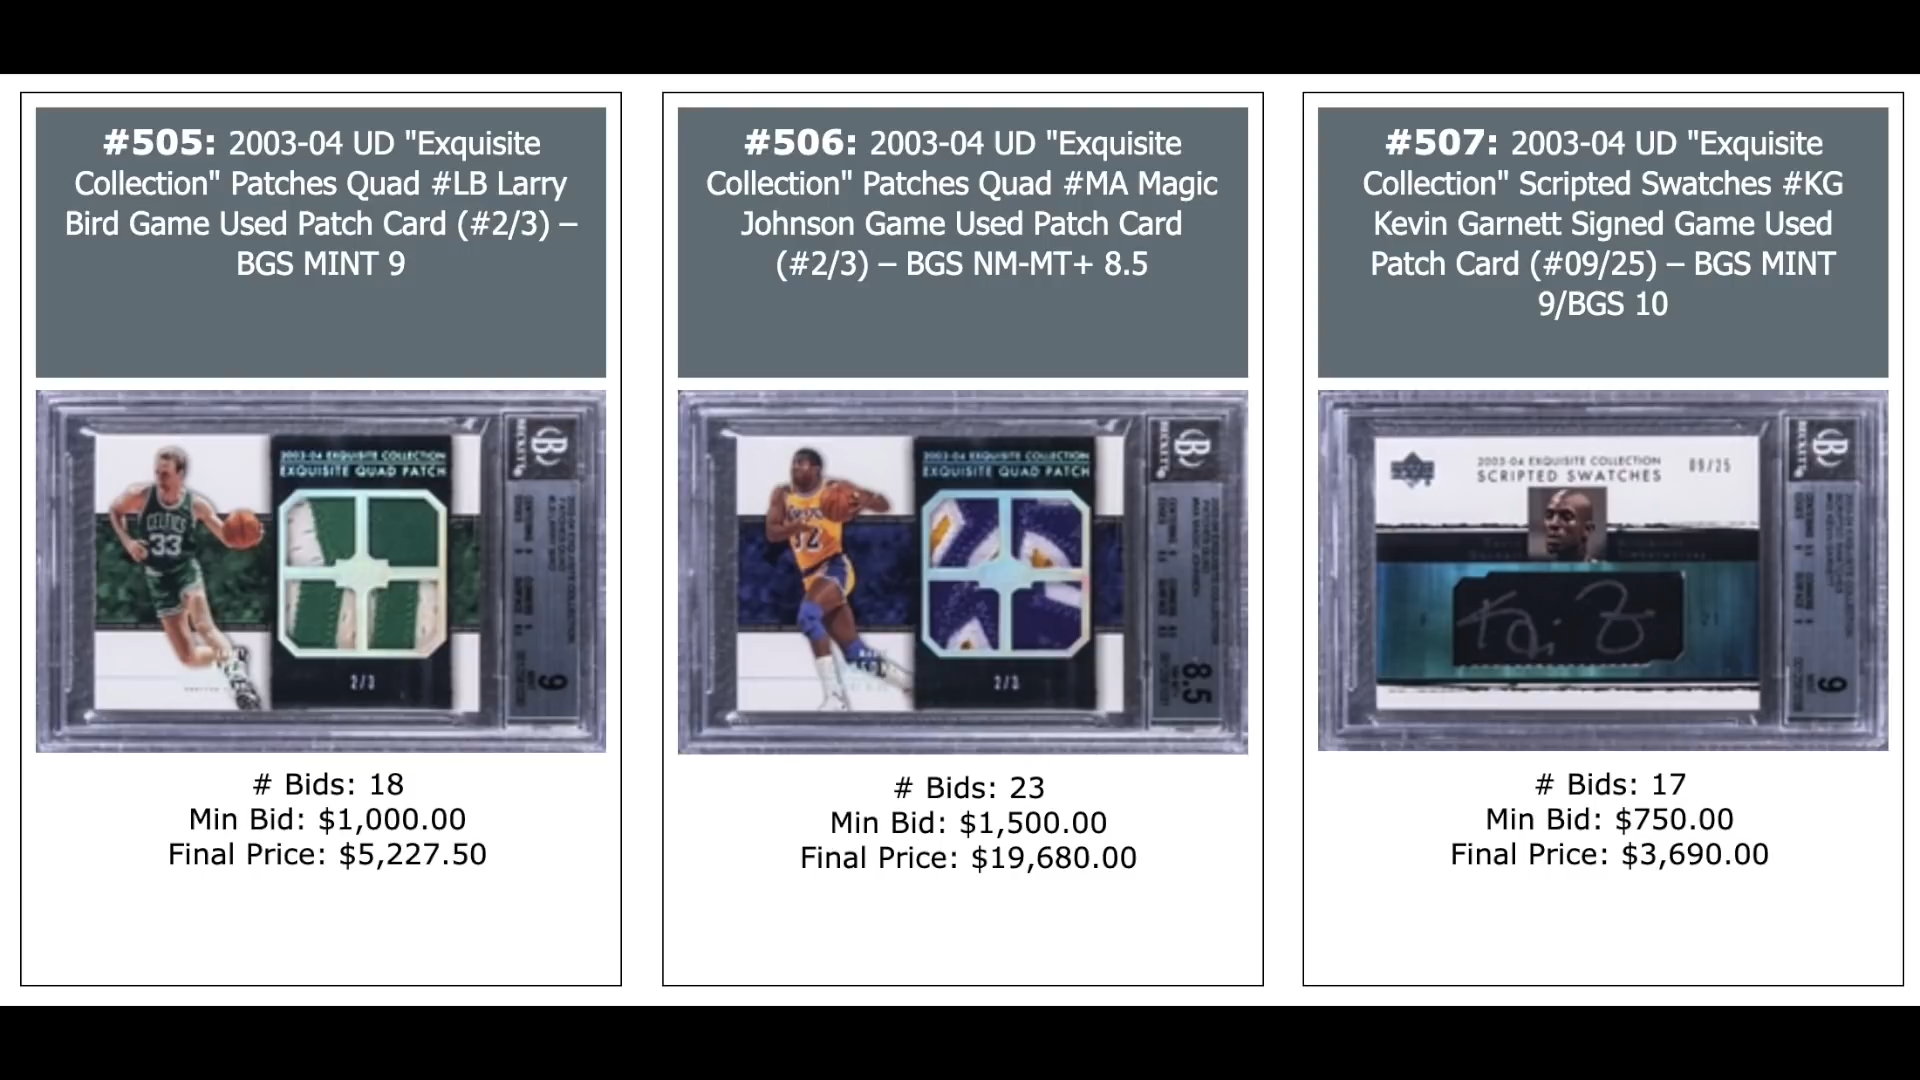 #505: 2003-04 UD "Exquisite
Collection" Patches Quad #LB Larry
Bird Game Used Patch Card (#2/3) –
BGS MINT 9
2003-04 EXQUISITE COLLECTION
EXQUISITE QUAD PATCH
CELTICS
33
2/3
BECKETT
9
# Bids: 18
Min Bid: $1,000.00
Final Price: $5,227.50
#506: 2003-04 UD "Exquisite
Collection" Patches Quad #MA Magic
Johnson Game Used Patch Card
(#2/3) – BGS NM-MT+ 8.5
2003-04 EXQUISITE COLLECTION
EXQUISITE QUAD PATCH
2/3
BECKETT
8.5
# Bids: 23
Min Bid: $1,500.00
Final Price: $19,680.00
#507: 2003-04 UD "Exquisite
Collection" Scripted Swatches #KG
Kevin Garnett Signed Game Used
Patch Card (#09/25) – BGS MINT
9/BGS 10
2003-04 EXQUISITE COLLECTION
SCRIPTED SWATCHES
09/25
BECKETT
9
# Bids: 17
Min Bid: $750.00
Final Price: $3,690.00